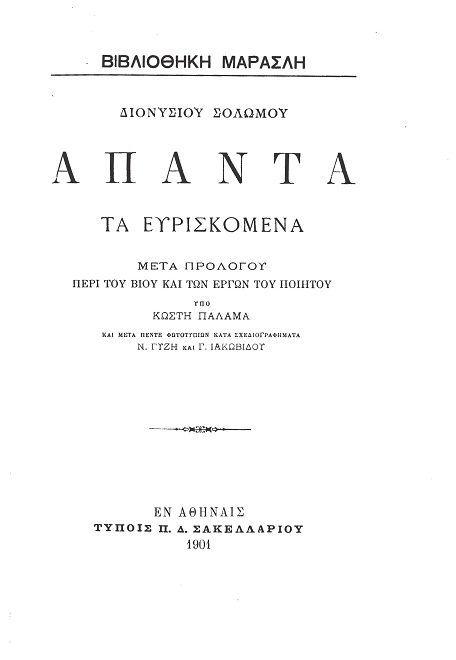 ΒΙΒΛΙΟΘΗΚΗ ΜΑΡΑΣΛΗ
ΔΙΟΝΥΣΙΟΥ ΣΟΛΩΜΟΥ
ΑΠΑΝΤΑ
ΤΑ ΕΥΡΙΣΚΟΜΕΝΑ
ΜΕΤΑ ΠΡΟΛΟΓΟΥ
ΠΕΡΙ ΤΟΥ ΒΙΟΥ ΚΑΙ ΤΩΝ ΕΡΓΩΝ ΤΟΥ ΠΟΙΗΤΟΥ
ΥΠΟ
ΚΩΣΤΗ ΠΑΛΑΜΑ
ΚΑΙ ΜΕΤΑ ΠΕΝΤΕ ΦΩΤΟΤΥΠΙΩΝ ΚΑΤΑ ΣΧΕΔΙΟΓΡΑΦΗΜΑΤΑ
Ν. ΓΥΖΗ ΚΑΙ Γ. ΙΑΚΩΒΙΔΟΥ
ΕΝ ΑΘΗΝΑΙΣ
ΤΥΠΟΙΣ Π. Δ. ΣΑΚΕΛΛΑΡΙΟΥ
1901